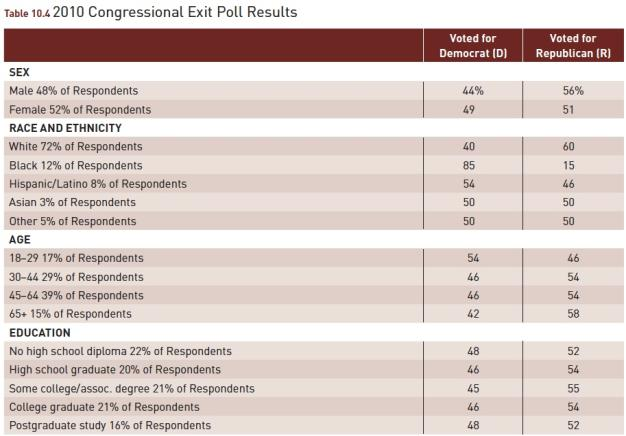 Table 10.4 2010 Congressional Exit Poll Results
Voted for Democrat (D) Voted for Republican (R)
SEX
Male 48% of Respondents 44% 56%
Female 52% of Respondents 49 51
RACE AND ETHNICITY
White 72% of Respondents 40 60
Black 12% of Respondents 85 15
Hispanic/Latino 8% of Respondents 54 46
Asian 3% of Respondents 50 50
Other 5% of Respondents 50 50
AGE
18–29 17% of Respondents 54 46
30–44 29% of Respondents 46 54
45–64 39% of Respondents 46 54
65+ 15% of Respondents 42 58
EDUCATION
No high school diploma 22% of Respondents 48 52
High school graduate 20% of Respondents 46 54
Some college/assoc. degree 21% of Respondents 45 55
College graduate 21% of Respondents 46 54
Postgraduate study 16% of Respondents 48 52